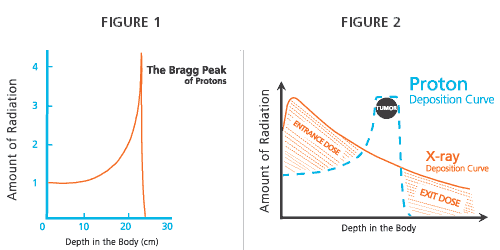 FIGURE 1
4
3
2
1
0
10
20
30
Amount of Radiation
Depth in the Body (cm)
The Bragg Peak
of Protons
FIGURE 2
Amount of Radiation
Depth in the Body
ENTRANCE DOSE
TUMOR
Proton
Deposition Curve
X-ray
Deposition Curve
EXIT DOSE